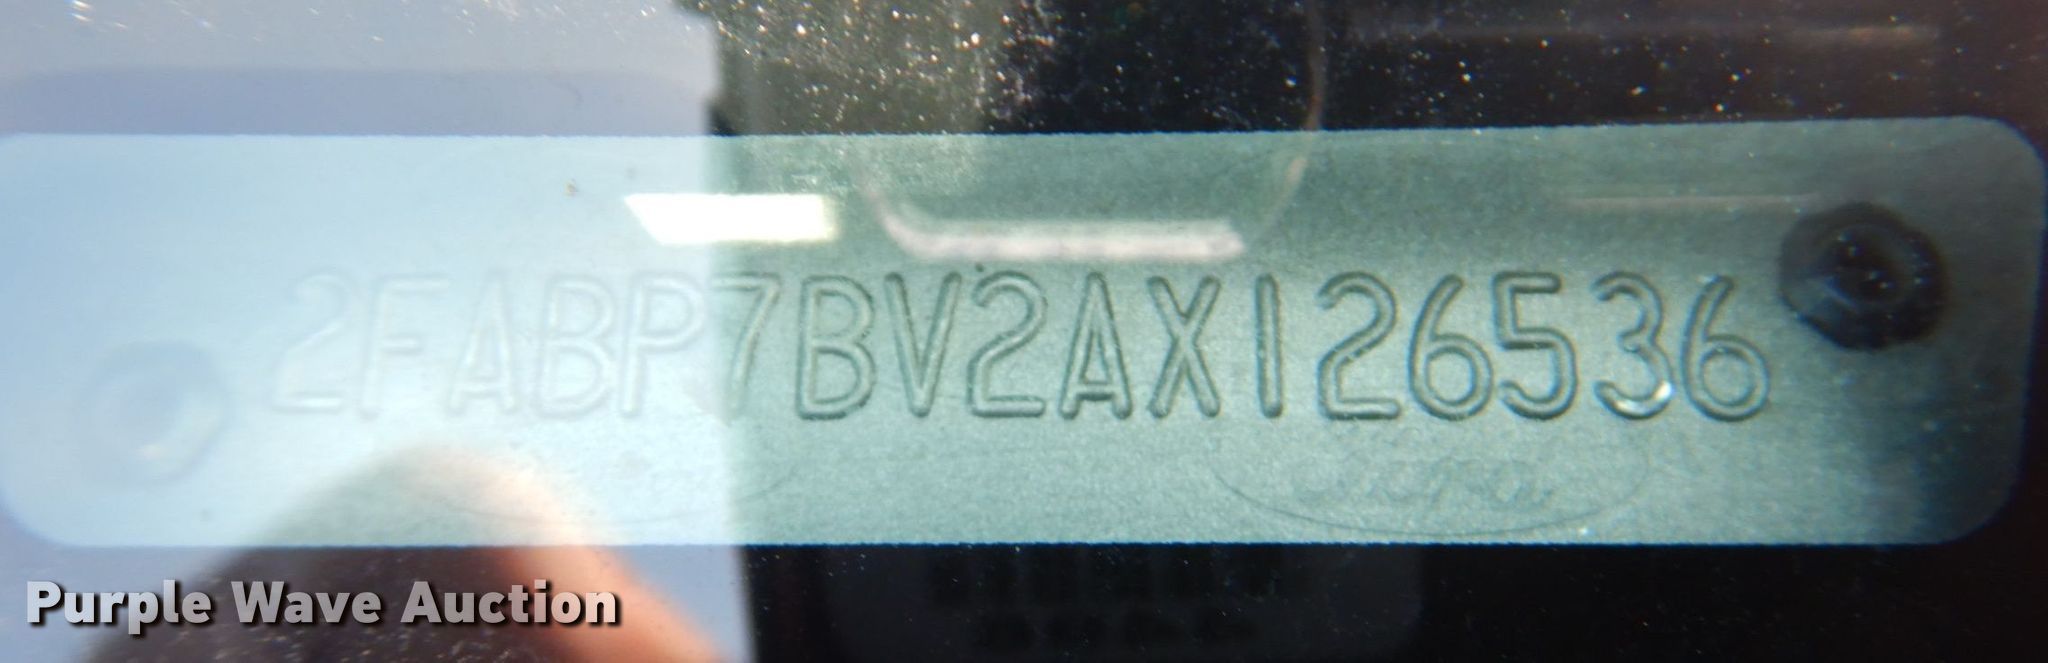 2FABP7BV2AX126536
Purple Wave Auction